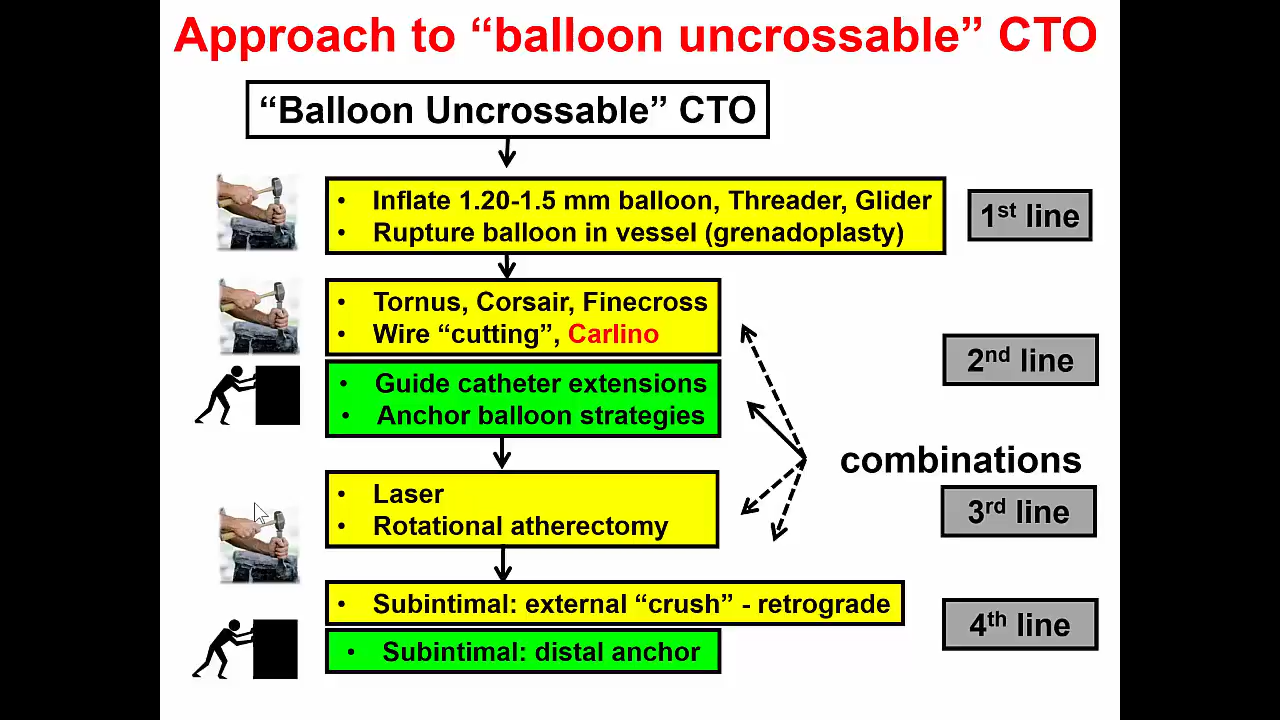 Approach to “balloon uncrossable” CTO
“Balloon Uncrossable” CTO
• Inflate 1.20-1.5 mm balloon, Threader, Glider
• Rupture balloon in vessel (grenadoplasty)
1st line
• Tornus, Corsair, Finecross
• Wire “cutting”, Carlino
2nd line
• Guide catheter extensions
• Anchor balloon strategies
combinations
• Laser
• Rotational atherectomy
3rd line
• Subintimal: external “crush” - retrograde
4th line
• Subintimal: distal anchor